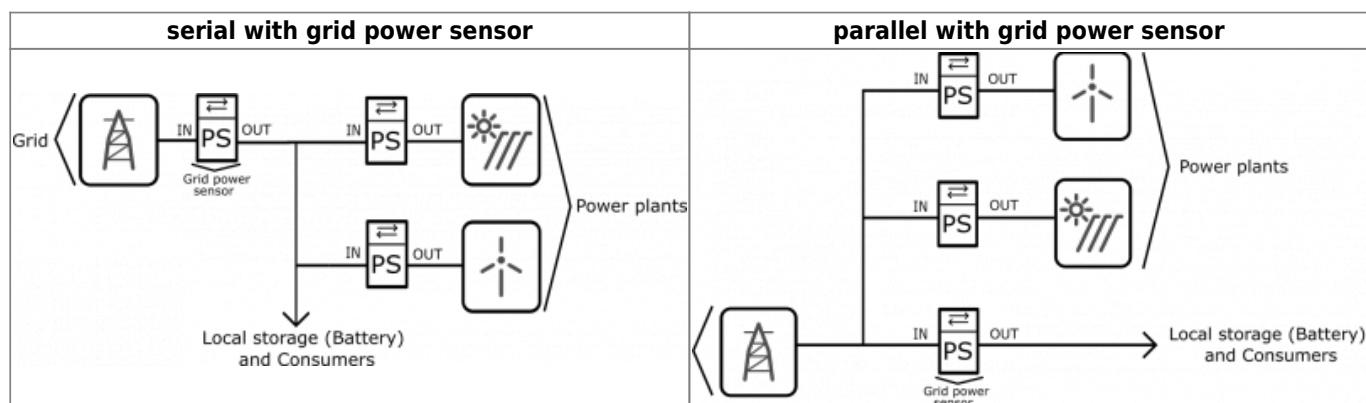 serial with grid power sensor
parallel with grid power sensor
Grid
IN
PS
OUT
Grid power
sensor
IN
PS
OUT
IN
PS
OUT
Power plants
Local storage (Battery)
and Consumers
IN
PS
OUT
IN
PS
OUT
Power plants
IN
PS
OUT
Local storage (Battery)
and Consumers
Grid power
sensor